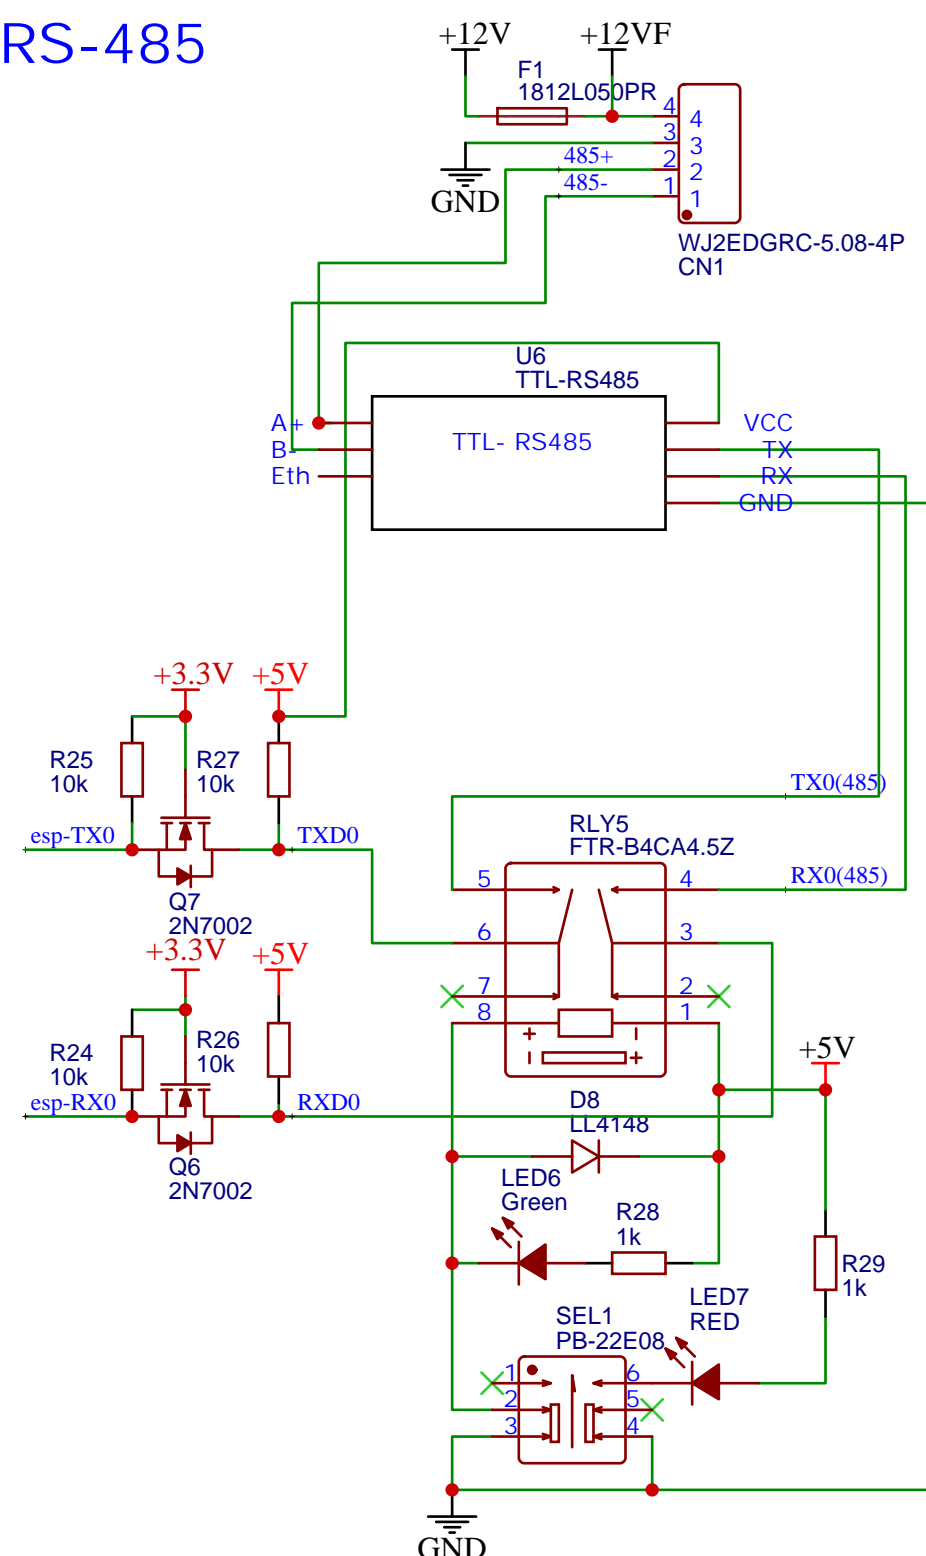 RS-485
+12V
+12VF
F1
1812L050PR
4
4
3
3
485+
2
2
485-
1
1
GND
WJ2EDGRC-5.08-4P
CN1
U6
TTL-RS485
A+
TTL- RS485
VCC
B-
TX
Eth
RX
GND
+3.3V
+5V
R25
10k
R27
10k
TX0(485)
esp-TX0
TXD0
RLY5
FTR-B4CA4.5Z
5
4
RX0(485)
Q7
2N7002
6
3
+3.3V
+5V
7
2
8
1
R24
10k
R26
10k
+
-
-
+
+5V
esp-RX0
RXD0
D8
LL4148
Q6
2N7002
LED6
Green
R28
1k
R29
1k
LED7
RED
SEL1
PB-22E08
1
6
2
5
3
4
GND